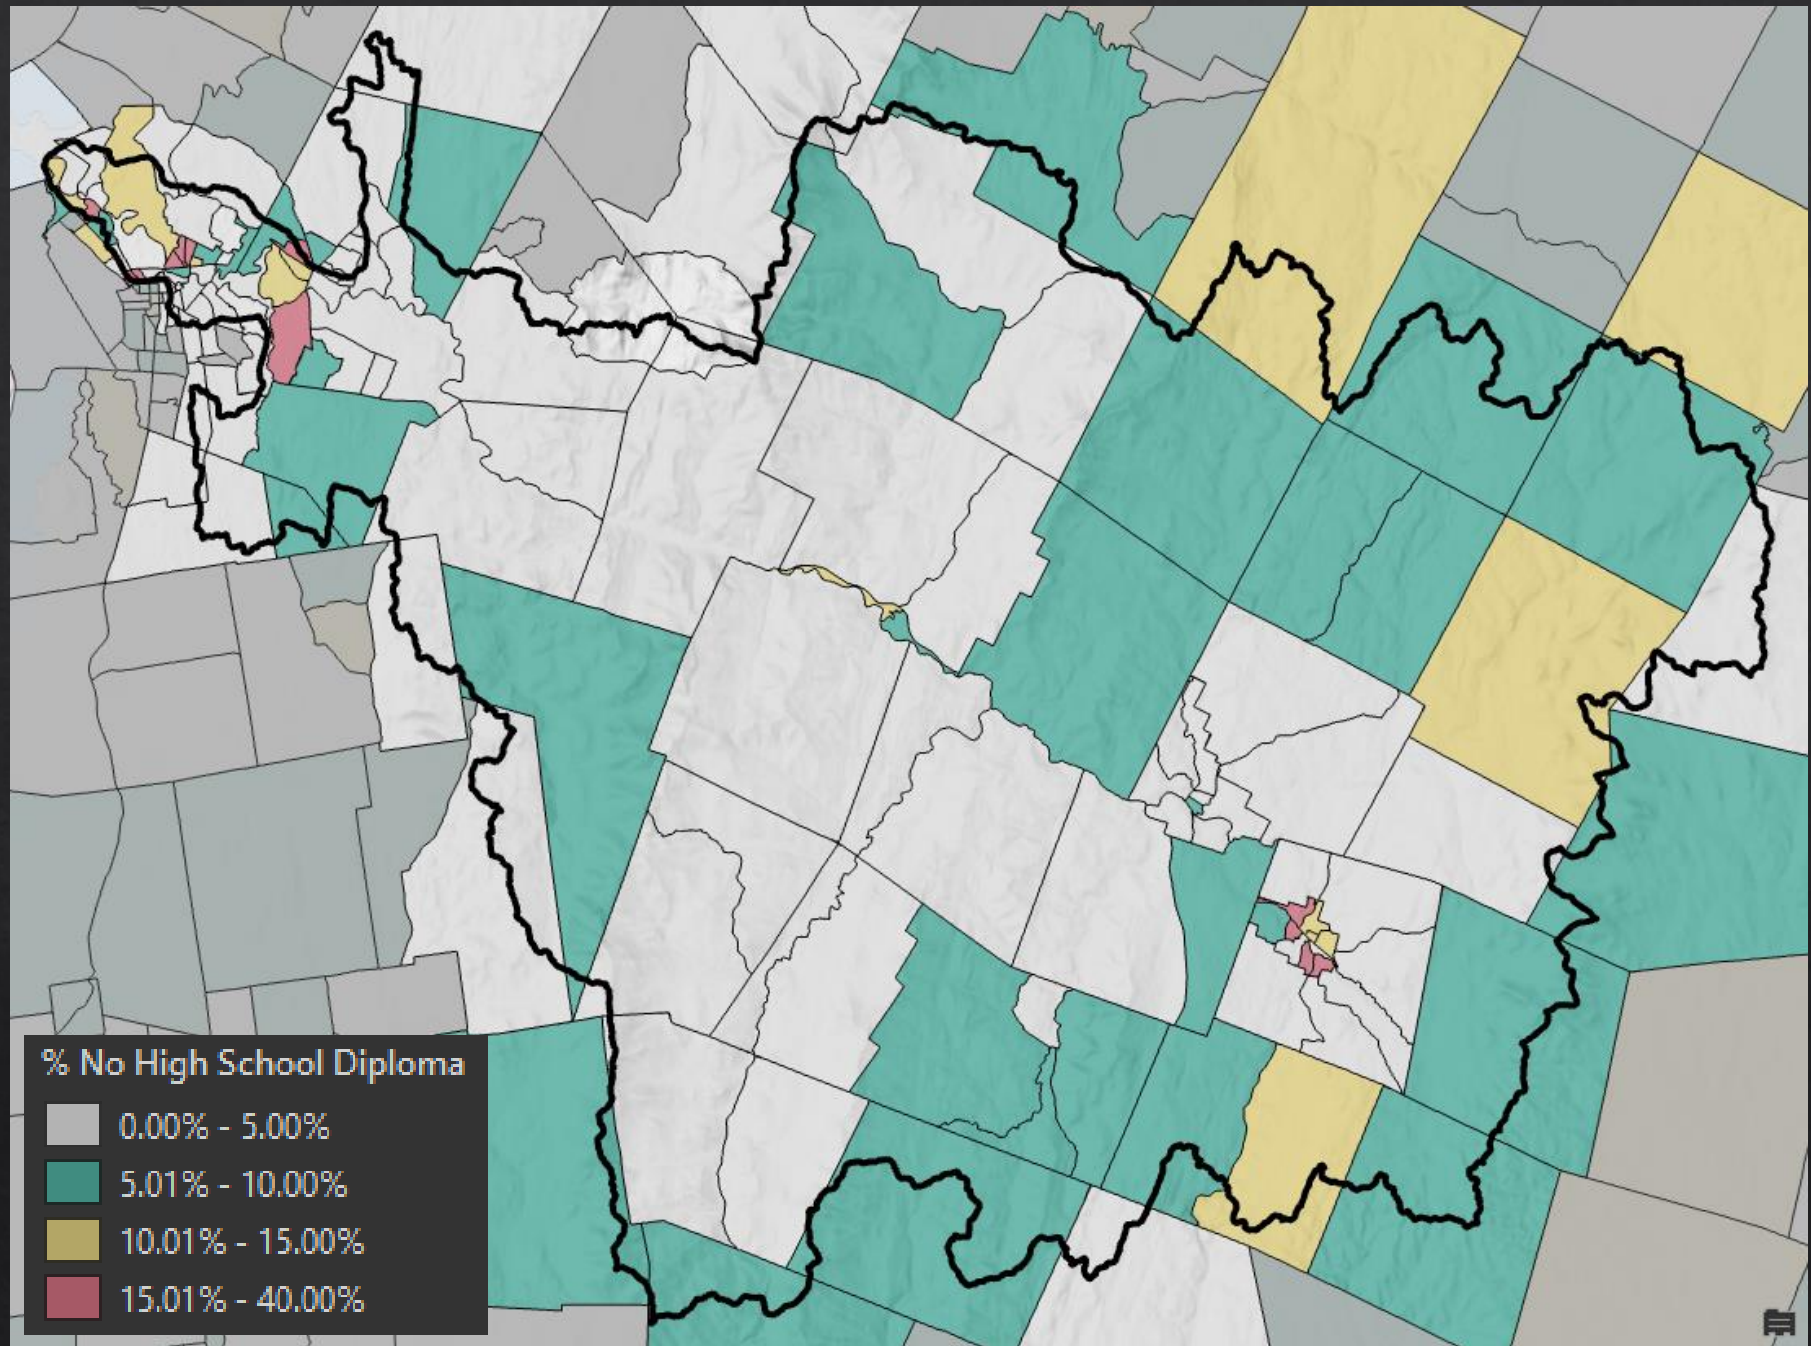 % No High School Diploma
0.00% - 5.00%
5.01% - 10.00%
10.01% - 15.00%
15.01% - 40.00%